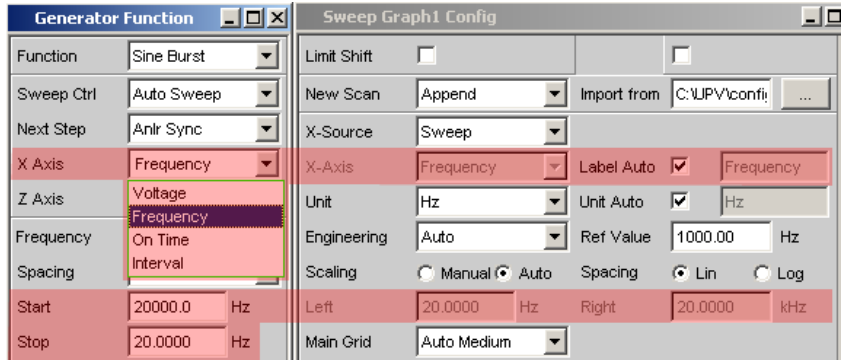 Generator Function
Function Sine Burst
Sweep Ctrl Auto Sweep
Next Step Anlr Sync
X Axis Frequency
Z Axis
Voltage
Frequency
On Time
Interval
Frequency
Spacing
Start 20000.0 Hz
Stop 20.0000 Hz
Sweep Graph1 Config
Limit Shift
New Scan Append Import from C:\UPV\config ...
X-Source Sweep
X-Axis Frequency Label Auto Frequency
Unit Hz Unit Auto Hz
Engineering Auto Ref Value 1000.00 Hz
Scaling Manual Auto Spacing Lin Log
Left 20.0000 Hz Right 20.0000 kHz
Main Grid Auto Medium